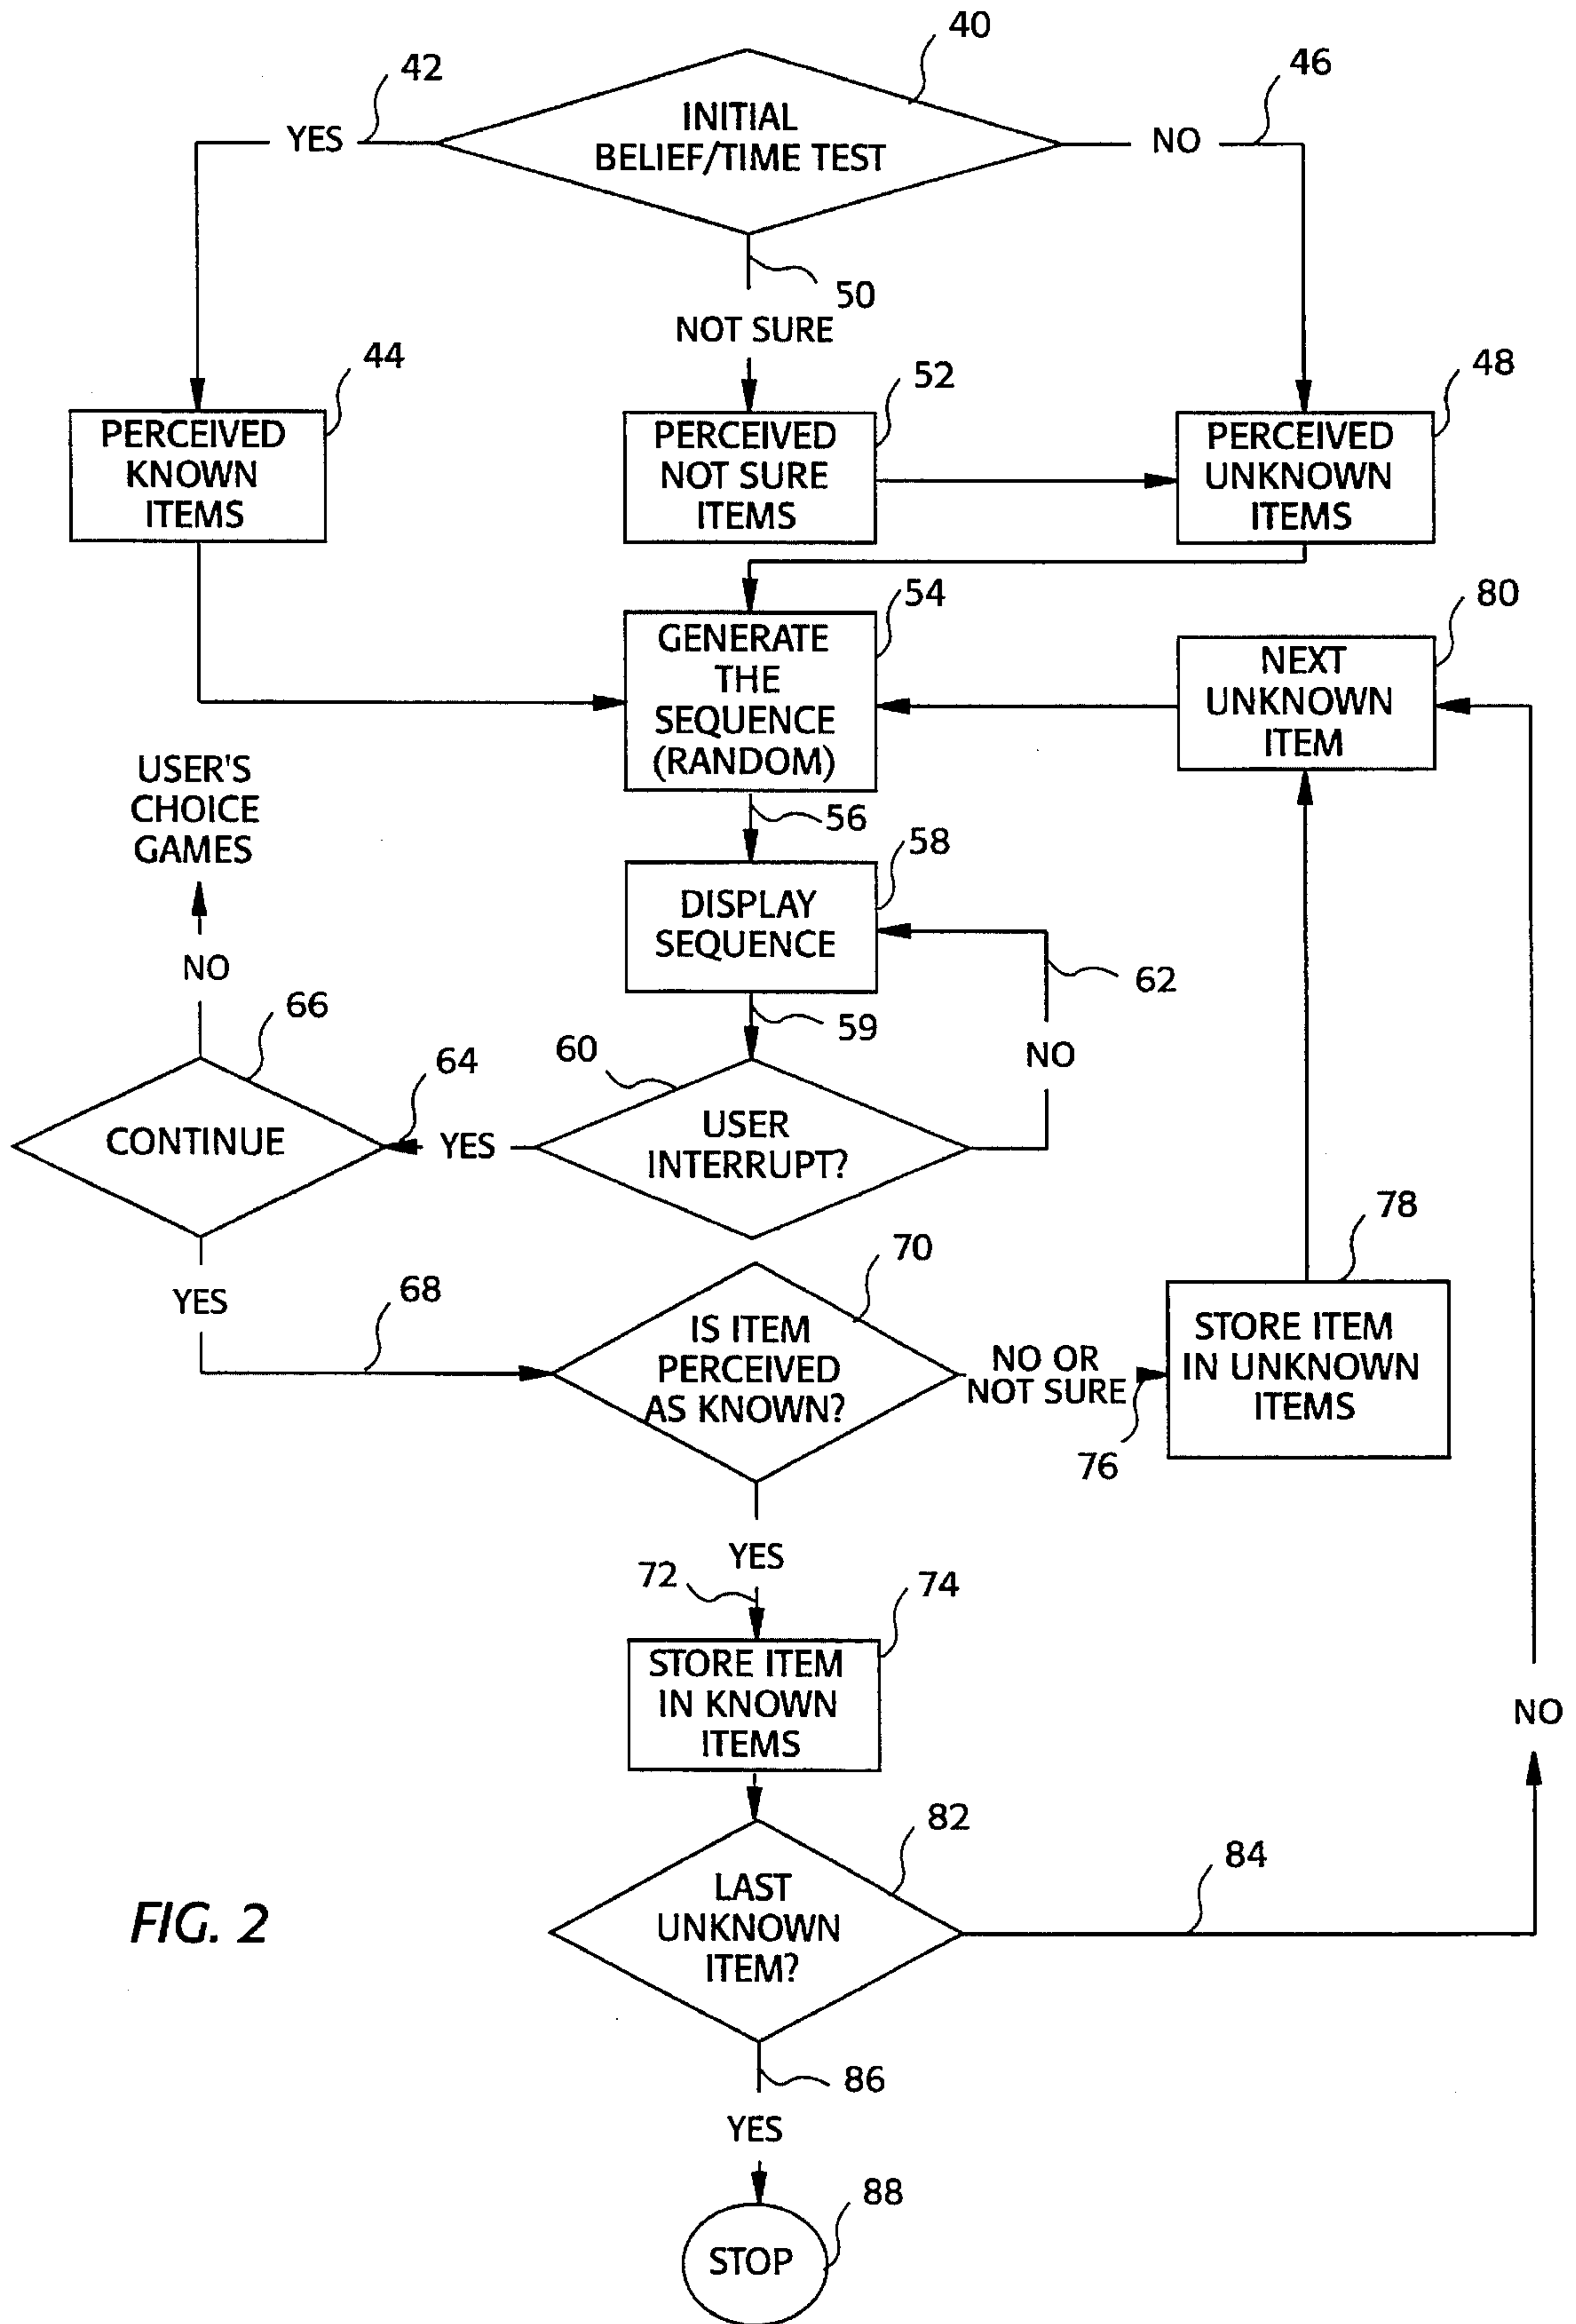 40
42
46
INITIAL
BELIEF/TIME TEST
YES
NO
50
NOT SURE
44
52
48
PERCEIVED
KNOWN
ITEMS
PERCEIVED
NOT SURE
ITEMS
PERCEIVED
UNKNOWN
ITEMS
54
80
GENERATE
THE
SEQUENCE
(RANDOM)
NEXT
UNKNOWN
ITEM
USER'S
CHOICE
GAMES
56
58
DISPLAY
SEQUENCE
NO
62
66
59
60
64
NO
CONTINUE
YES
USER
INTERRUPT?
78
70
YES
68
IS ITEM
PERCEIVED
AS KNOWN?
NO OR
NOT SURE
76
STORE ITEM
IN UNKNOWN
ITEMS
YES
72
74
STORE ITEM
IN KNOWN
ITEMS
NO
82
84
LAST
UNKNOWN
ITEM?
FIG. 2
86
YES
88
STOP